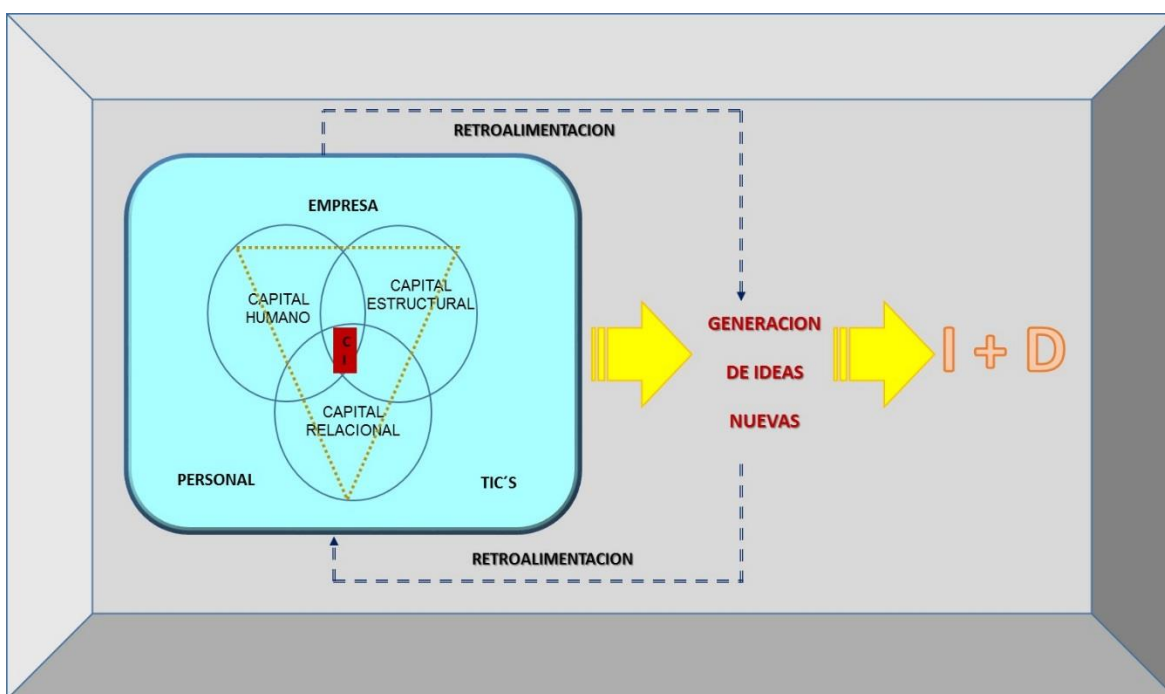 RETROALIMENTACION
EMPRESA
CAPITAL
HUMANO
CAPITAL
ESTRUCTURAL
C
I
CAPITAL
RELACIONAL
PERSONAL
TIC´S
GENERACION
DE IDEAS
NUEVAS
I + D
RETROALIMENTACION